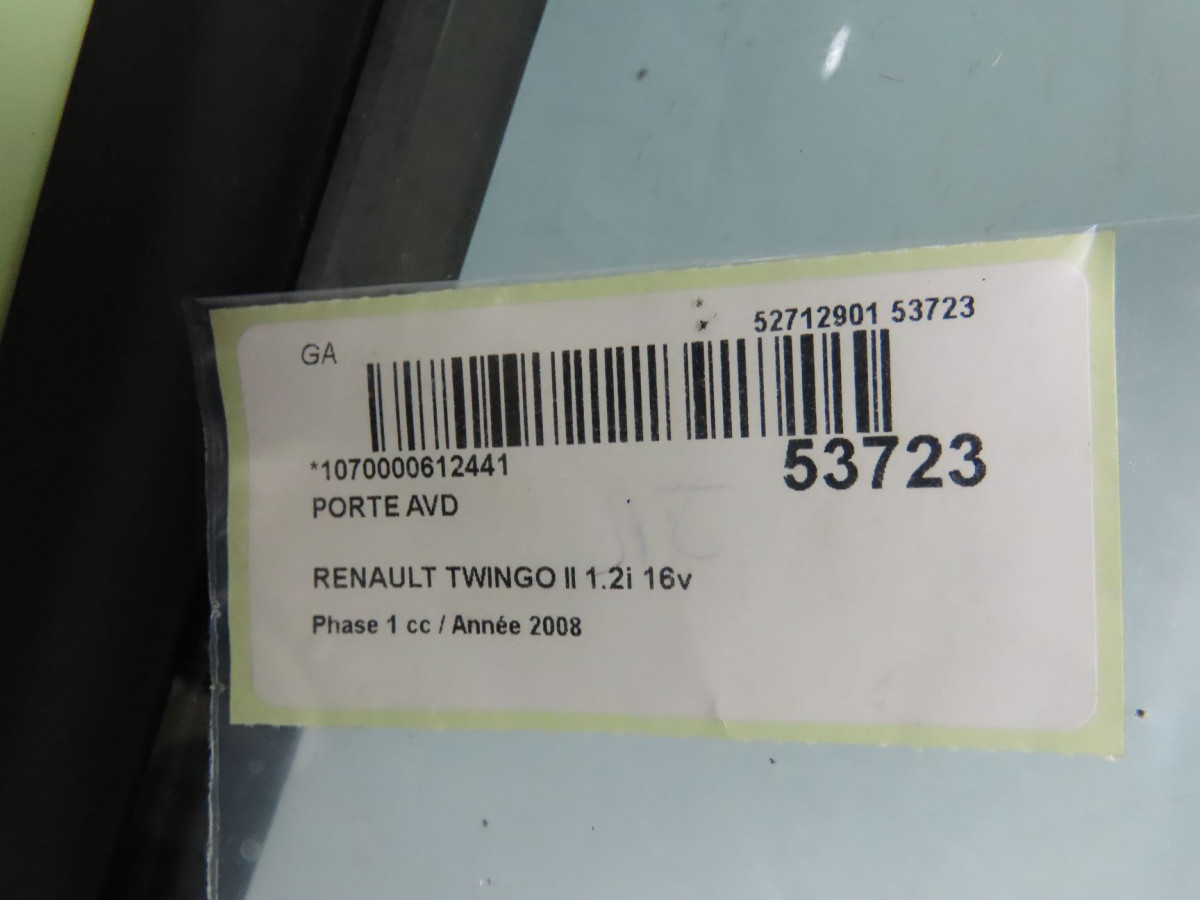 52712901 53723
GA
53723
*1070000612441
PORTE AVD
RENAULT TWINGO II 1.2i 16v
Phase 1 cc / Année 2008